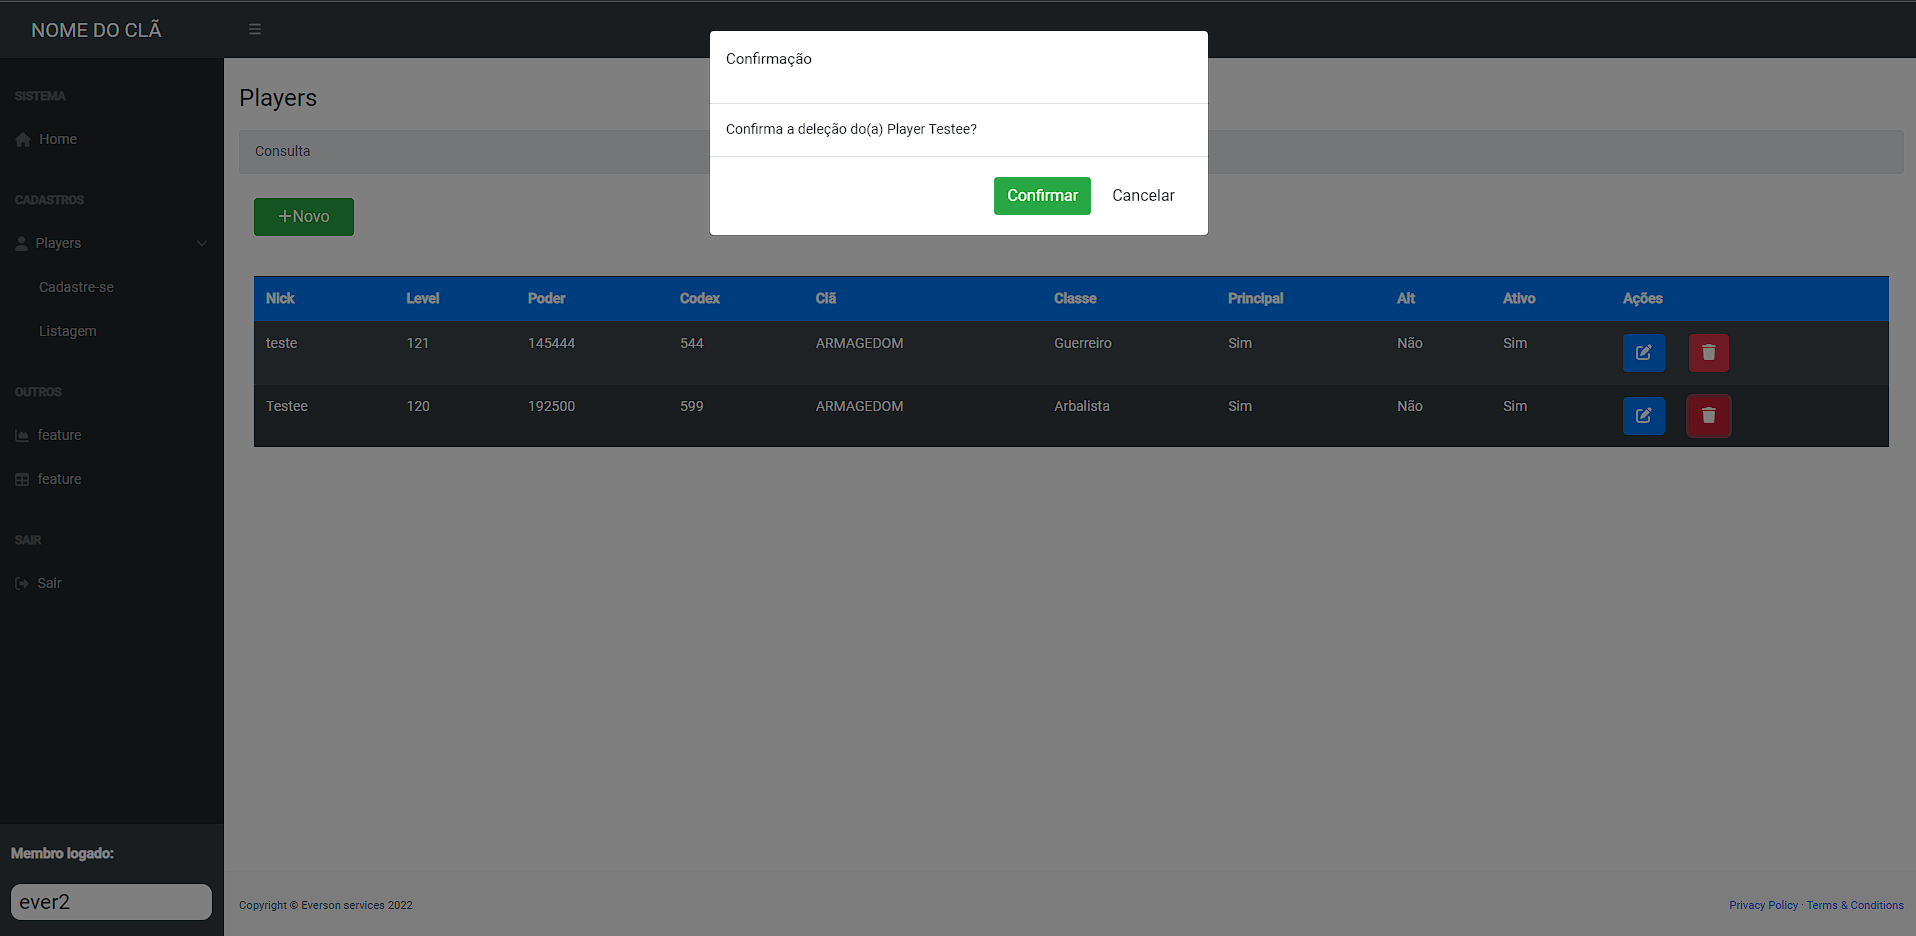 NOME DO CLÃ
Confirmação
Confirma a deleção do(a) Player Testee?
Confirmar Cancelar
SISTEMA
Home
CADASTROS
Players
Cadastre-se
Listagem
OUTROS
feature
feature
SAIR
Sair
Membro logado:
ever2
Players
Consulta
+Novo
Nick Level Poder Codex Clã Classe Principal Alt Ativo Ações
teste 121 145444 544 ARMAGEDOM Guerreiro Sim Não Sim
Testee 120 192500 599 ARMAGEDOM Arbalista Sim Não Sim
Copyright © Everson services 2022
Privacy Policy · Terms & Conditions